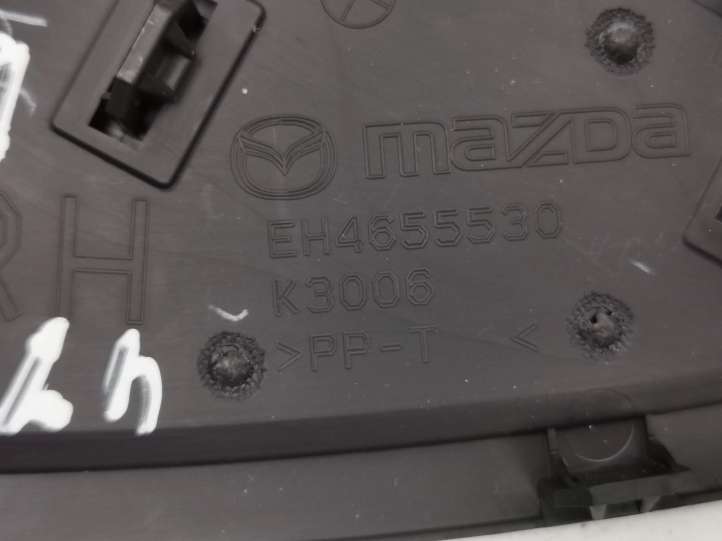 mazda
EH4655530
RH
K3006
>PP-T <